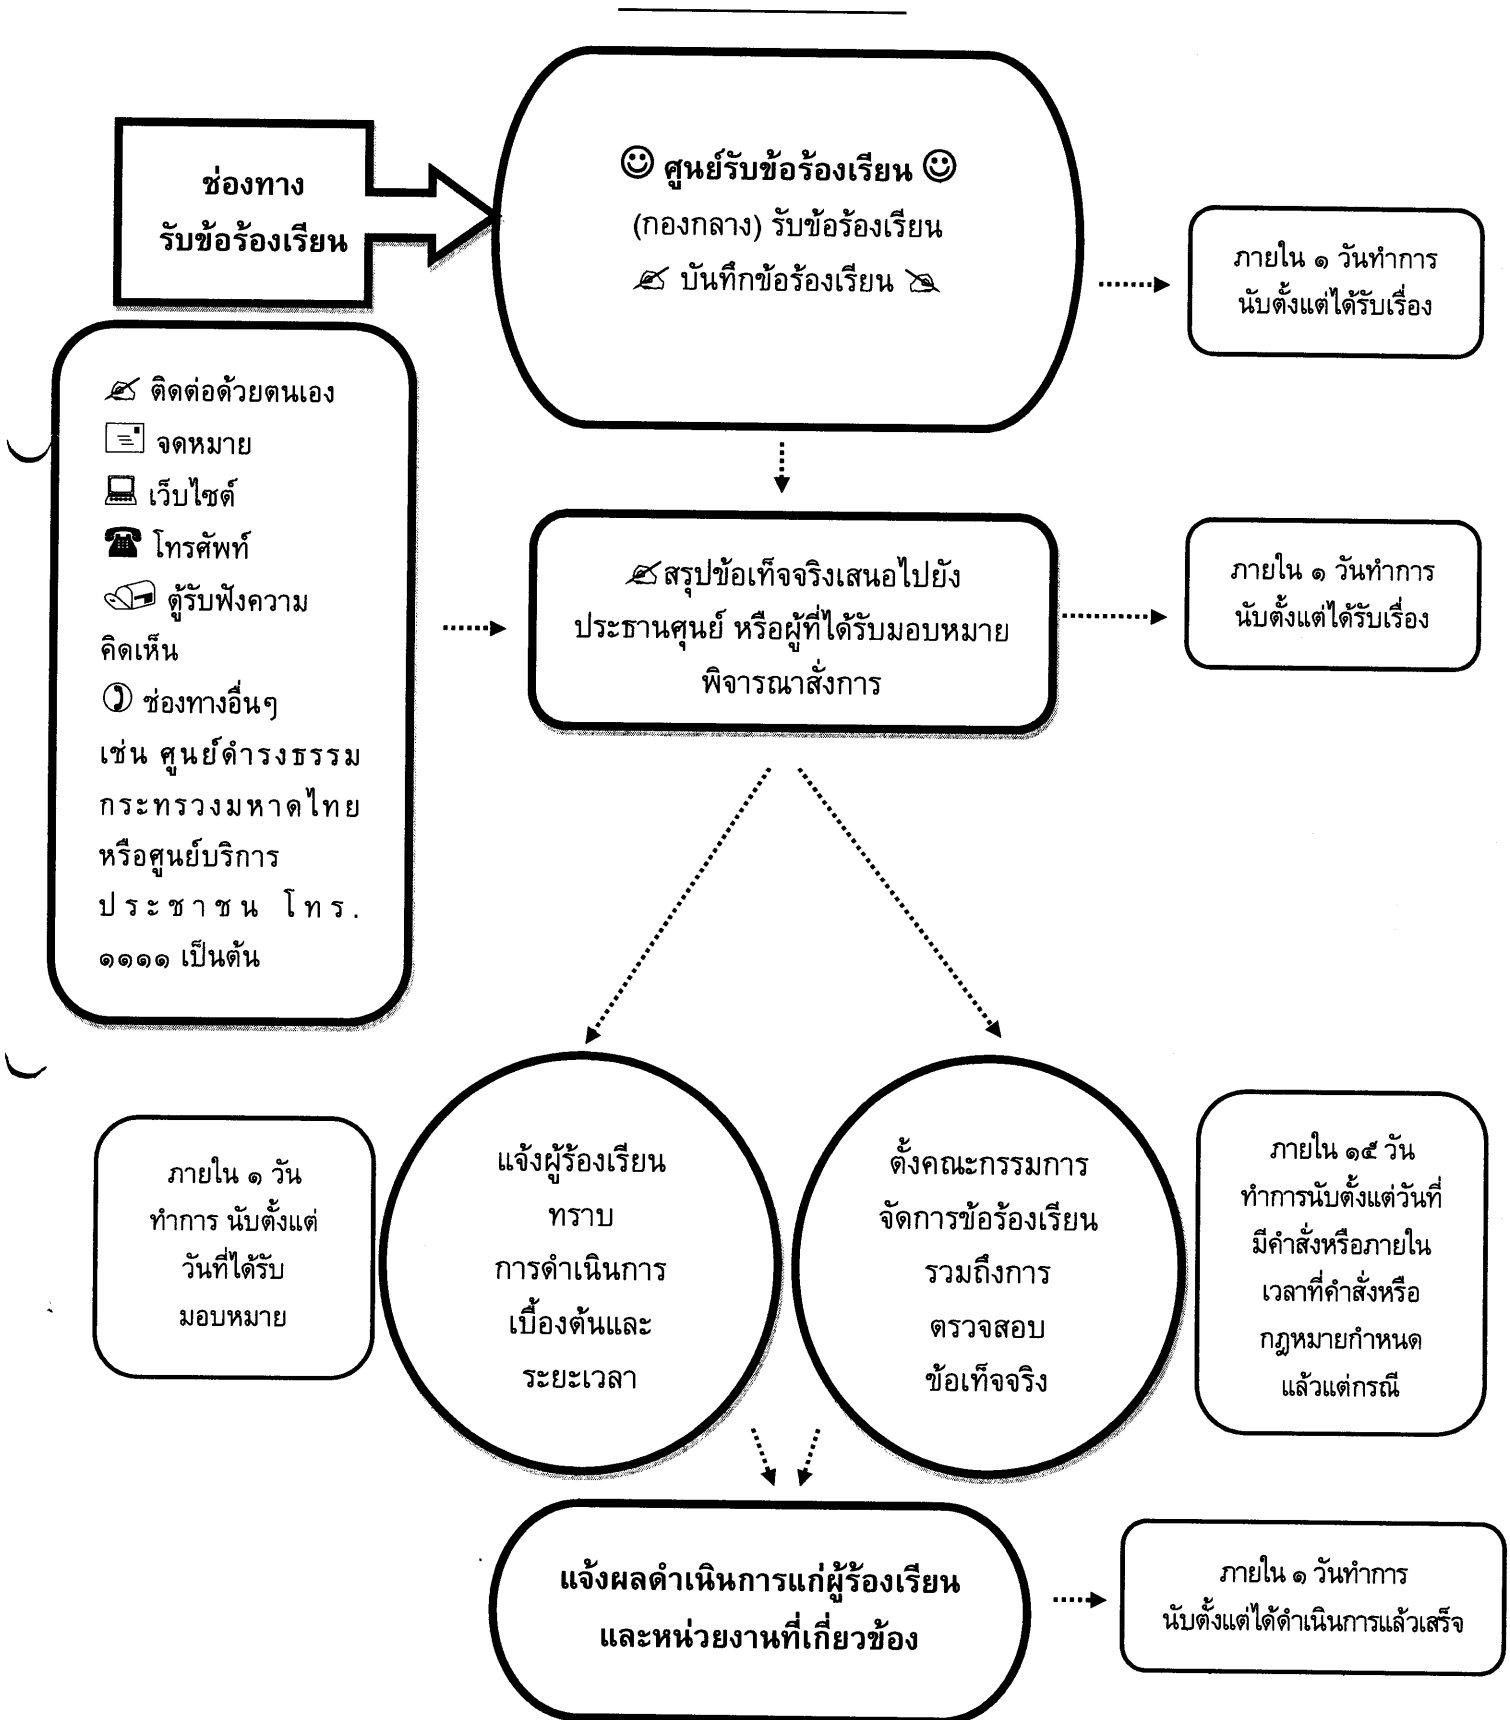 ช่องทาง
รับข้อร้องเรียน
☺ ศูนย์รับข้อร้องเรียน ☺
(กองกลาง) รับข้อร้องเรียน
✍ บันทึกข้อร้องเรียน ✍
ภายใน ๑ วันทำการ
นับตั้งแต่ได้รับเรื่อง
✍ ติดต่อด้วยตนเอง
จดหมาย
เว็บไซต์
โทรศัพท์
ตู้รับฟังความ
คิดเห็น
ช่องทางอื่นๆ
เช่น ศูนย์ดำรงธรรม
กระทรวงมหาดไทย
หรือศูนย์บริการ
ประชาชน โทร.
๑๑๑๑ เป็นต้น
✍สรุปข้อเท็จจริงเสนอไปยัง
ประธานศูนย์ หรือผู้ที่ได้รับมอบหมาย
พิจารณาสั่งการ
ภายใน ๑ วันทำการ
นับตั้งแต่ได้รับเรื่อง
ภายใน ๑ วัน
ทำการ นับตั้งแต่
วันที่ได้รับ
มอบหมาย
แจ้งผู้ร้องเรียน
ทราบ
การดำเนินการ
เบื้องต้นและ
ระยะเวลา
ตั้งคณะกรรมการ
จัดการข้อร้องเรียน
รวมถึงการ
ตรวจสอบ
ข้อเท็จจริง
ภายใน ๑๕ วัน
ทำการนับตั้งแต่วันที่
มีคำสั่งหรือภายใน
เวลาที่คำสั่งหรือ
กฎหมายกำหนด
แล้วแต่กรณี
แจ้งผลดำเนินการแก่ผู้ร้องเรียน
และหน่วยงานที่เกี่ยวข้อง
ภายใน ๑ วันทำการ
นับตั้งแต่ได้ดำเนินการแล้วเสร็จ